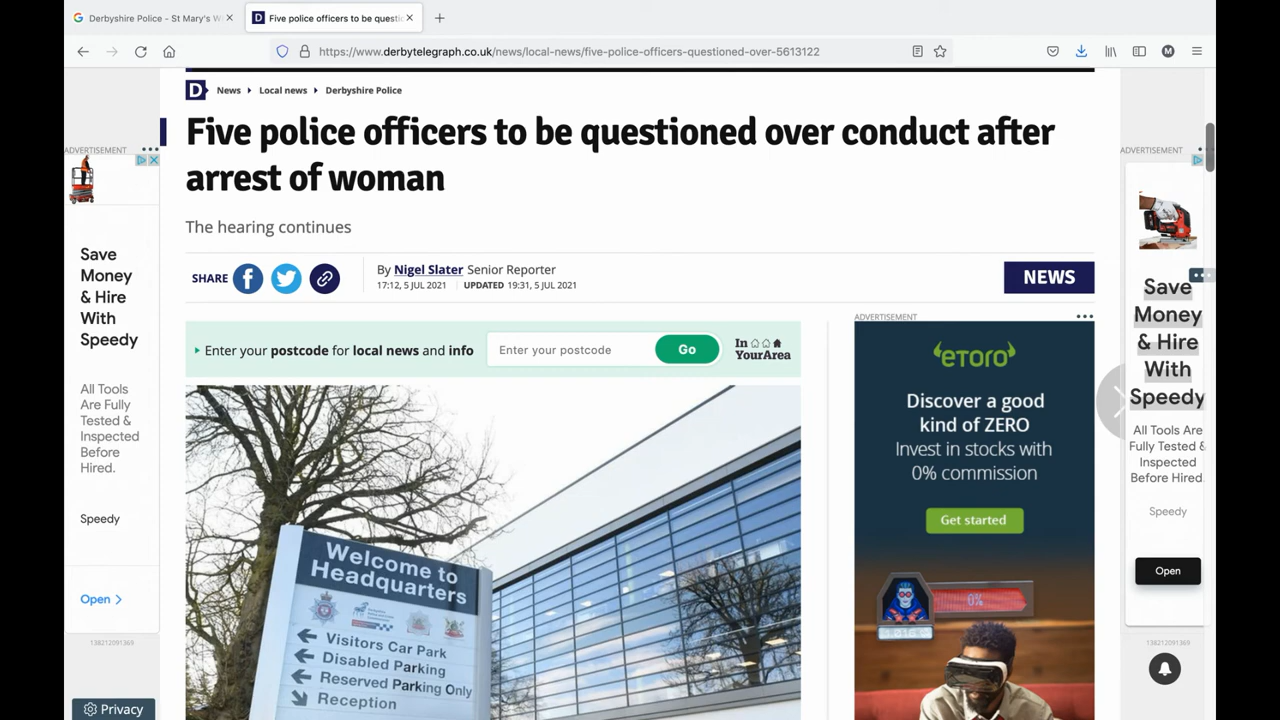 Derbyshire Police - St Mary's W
Five police officers to be questi
https://www.derbytelegraph.co.uk/news/local-news/five-police-officers-questioned-over-5613122
M
D
News
Local news
Derbyshire Police
Five police officers to be questioned over conduct after
arrest of woman
The hearing continues
SHARE
By Nigel Slater Senior Reporter
17:12, 5 JUL 2021
UPDATED 19:31, 5 JUL 2021
NEWS
Enter your postcode for local news and info
Enter your postcode
Go
In
YourArea
Welcome to
Headquarters
Visitors Car Park
Disabled Parking
Reserved Parking Only
Reception
ADVERTISEMENT
Save
Money
& Hire
With
Speedy
All Tools
Are Fully
Tested &
Inspected
Before
Hired.
Speedy
Open
138212091369
Privacy
ADVERTISEMENT
eToro
Discover a good
kind of ZERO
Invest in stocks with
0% commission
Get started
0%
ADVERTISEMENT
Save
Money
& Hire
With
Speedy
All Tools Are
Fully Tested &
Inspected
Before Hired.
Speedy
Open
138212091369